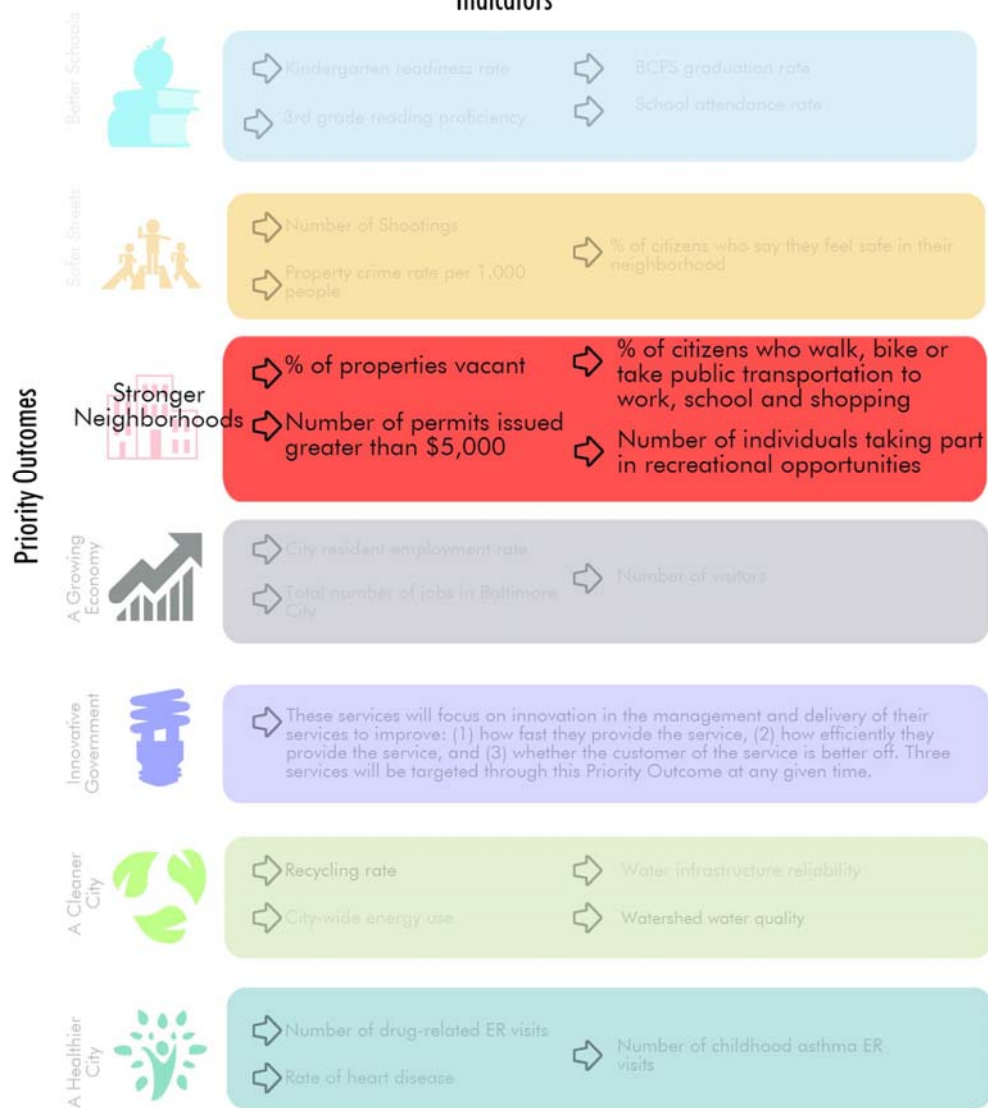 Indicators
Priority Outcomes
Better Schools
Kindergarten readiness rate
3rd grade reading proficiency
BCPS graduation rate
School attendance rate
Safer Streets
Number of Shootings
Property crime rate per 1,000
people
% of citizens who say they feel safe in their
neighborhood
Stronger
Neighborhoods
% of properties vacant
Number of permits issued
greater than $5,000
% of citizens who walk, bike or
take public transportation to
work, school and shopping
Number of individuals taking part
in recreational opportunities
A Growing
Economy
City resident employment rate
Total number of jobs in Baltimore
City
Number of visitors
Innovative
Government
These services will focus on innovation in the management and delivery of their
services to improve: (1) how fast they provide the service, (2) how efficiently they
provide the service, and (3) whether the customer of the service is better off. Three
services will be targeted through this Priority Outcome at any given time.
A Cleaner
City
Recycling rate
City-wide energy use
Water infrastructure reliability
Watershed water quality
A Healthier
City
Number of drug-related ER visits
Rate of heart disease
Number of childhood asthma ER
visits